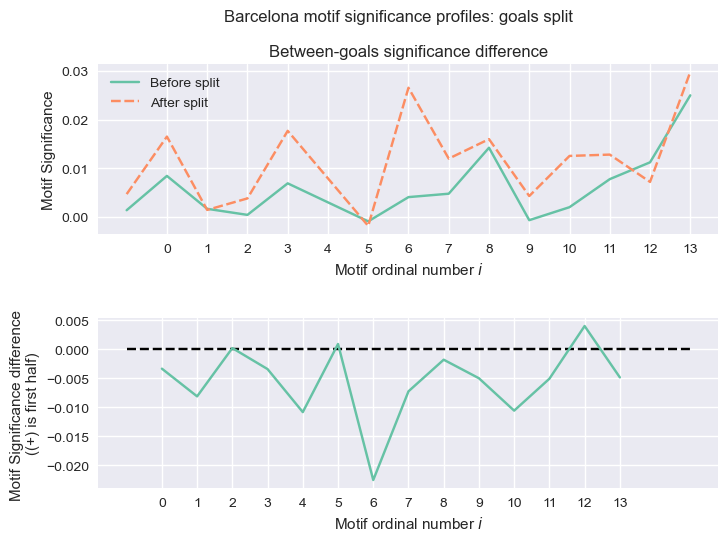 Barcelona motif significance profiles: goals split
Between-goals significance difference
Before split
After split
Motif Significance
0.03
0.02
0.01
0.00
0 1 2 3 4 5 6 7 8 9 10 11 12 13
Motif ordinal number i
Motif Significance difference
((+) is first half)
0.005
0.000
−0.005
−0.010
−0.015
−0.020
0 1 2 3 4 5 6 7 8 9 10 11 12 13
Motif ordinal number i